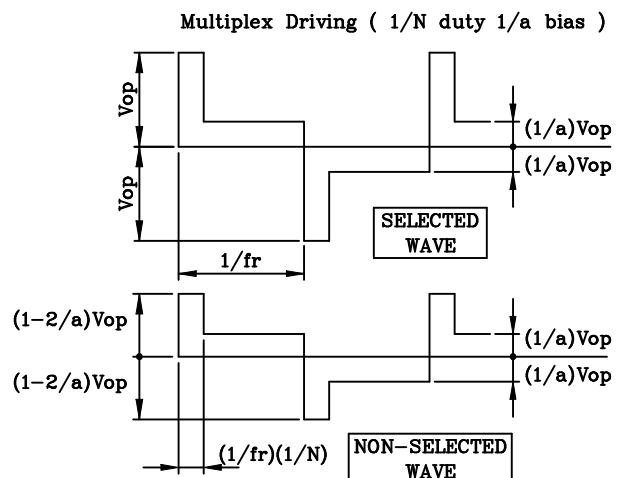 Multiplex Driving ( 1/N duty 1/a bias )
Vop
(1/a)Vop
(1/a)Vop
Vop
SELECTED
WAVE
1/fr
(1-2/a)Vop
(1/a)Vop
(1-2/a)Vop
(1/a)Vop
(1/fr)(1/N)
NON-SELECTED
WAVE